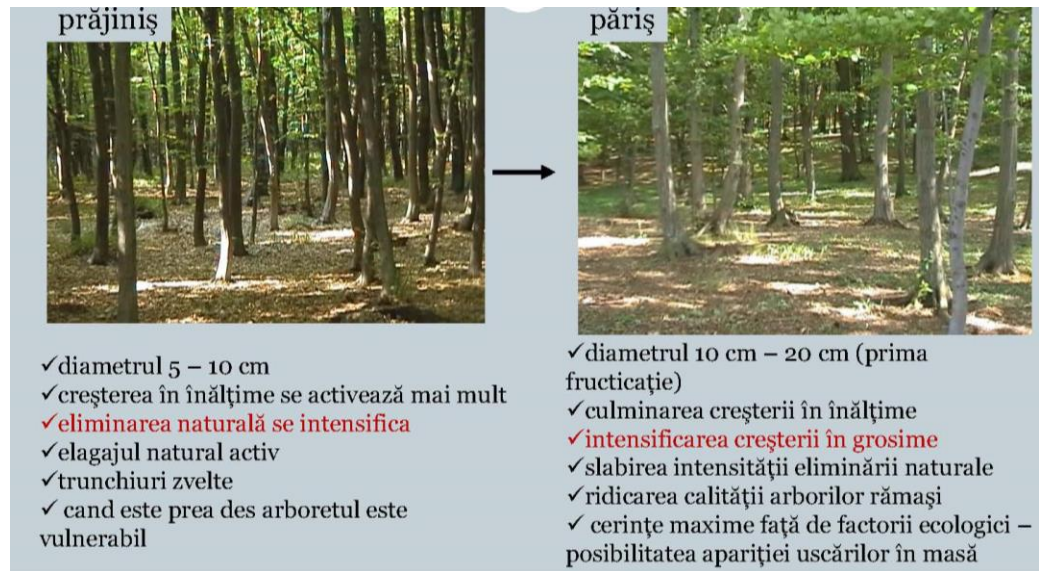 prăjiniş
păriş
✓diametrul 5 – 10 cm
✓creşterea în înălţime se activează mai mult
✓eliminarea naturală se intensifica
✓elagajul natural activ
✓trunchiuri zvelte
✓ cand este prea des arboretul este
vulnerabil
✓diametrul 10 cm – 20 cm (prima
fructicaţie)
✓culminarea creşterii în înălţime
✓intensificarea creşterii în grosime
✓slabirea intensităţii eliminării naturale
✓ridicarea calităţii arborilor rămaşi
✓ cerinţe maxime faţă de factorii ecologici –
posibilitatea apariţiei uscărilor în masă